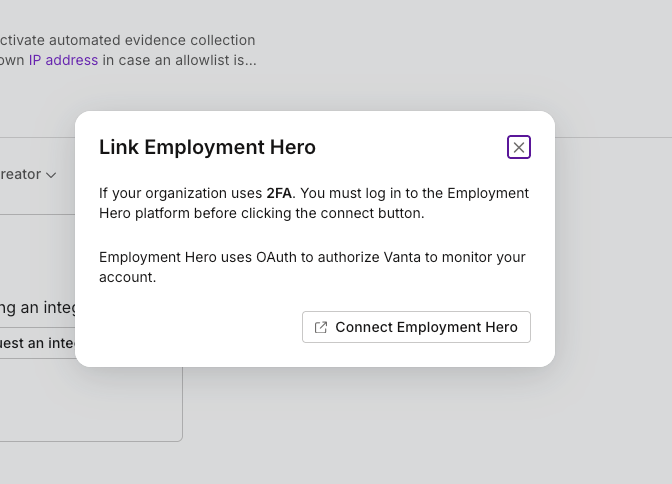 ctivate automated evidence collection
own IP address in case an allowlist is...
Link Employment Hero
reator
If your organization uses 2FA. You must log in to the Employment
Hero platform before clicking the connect button.
Employment Hero uses OAuth to authorize Vanta to monitor your
account.
ng an integ
Connect Employment Hero
uest an inte